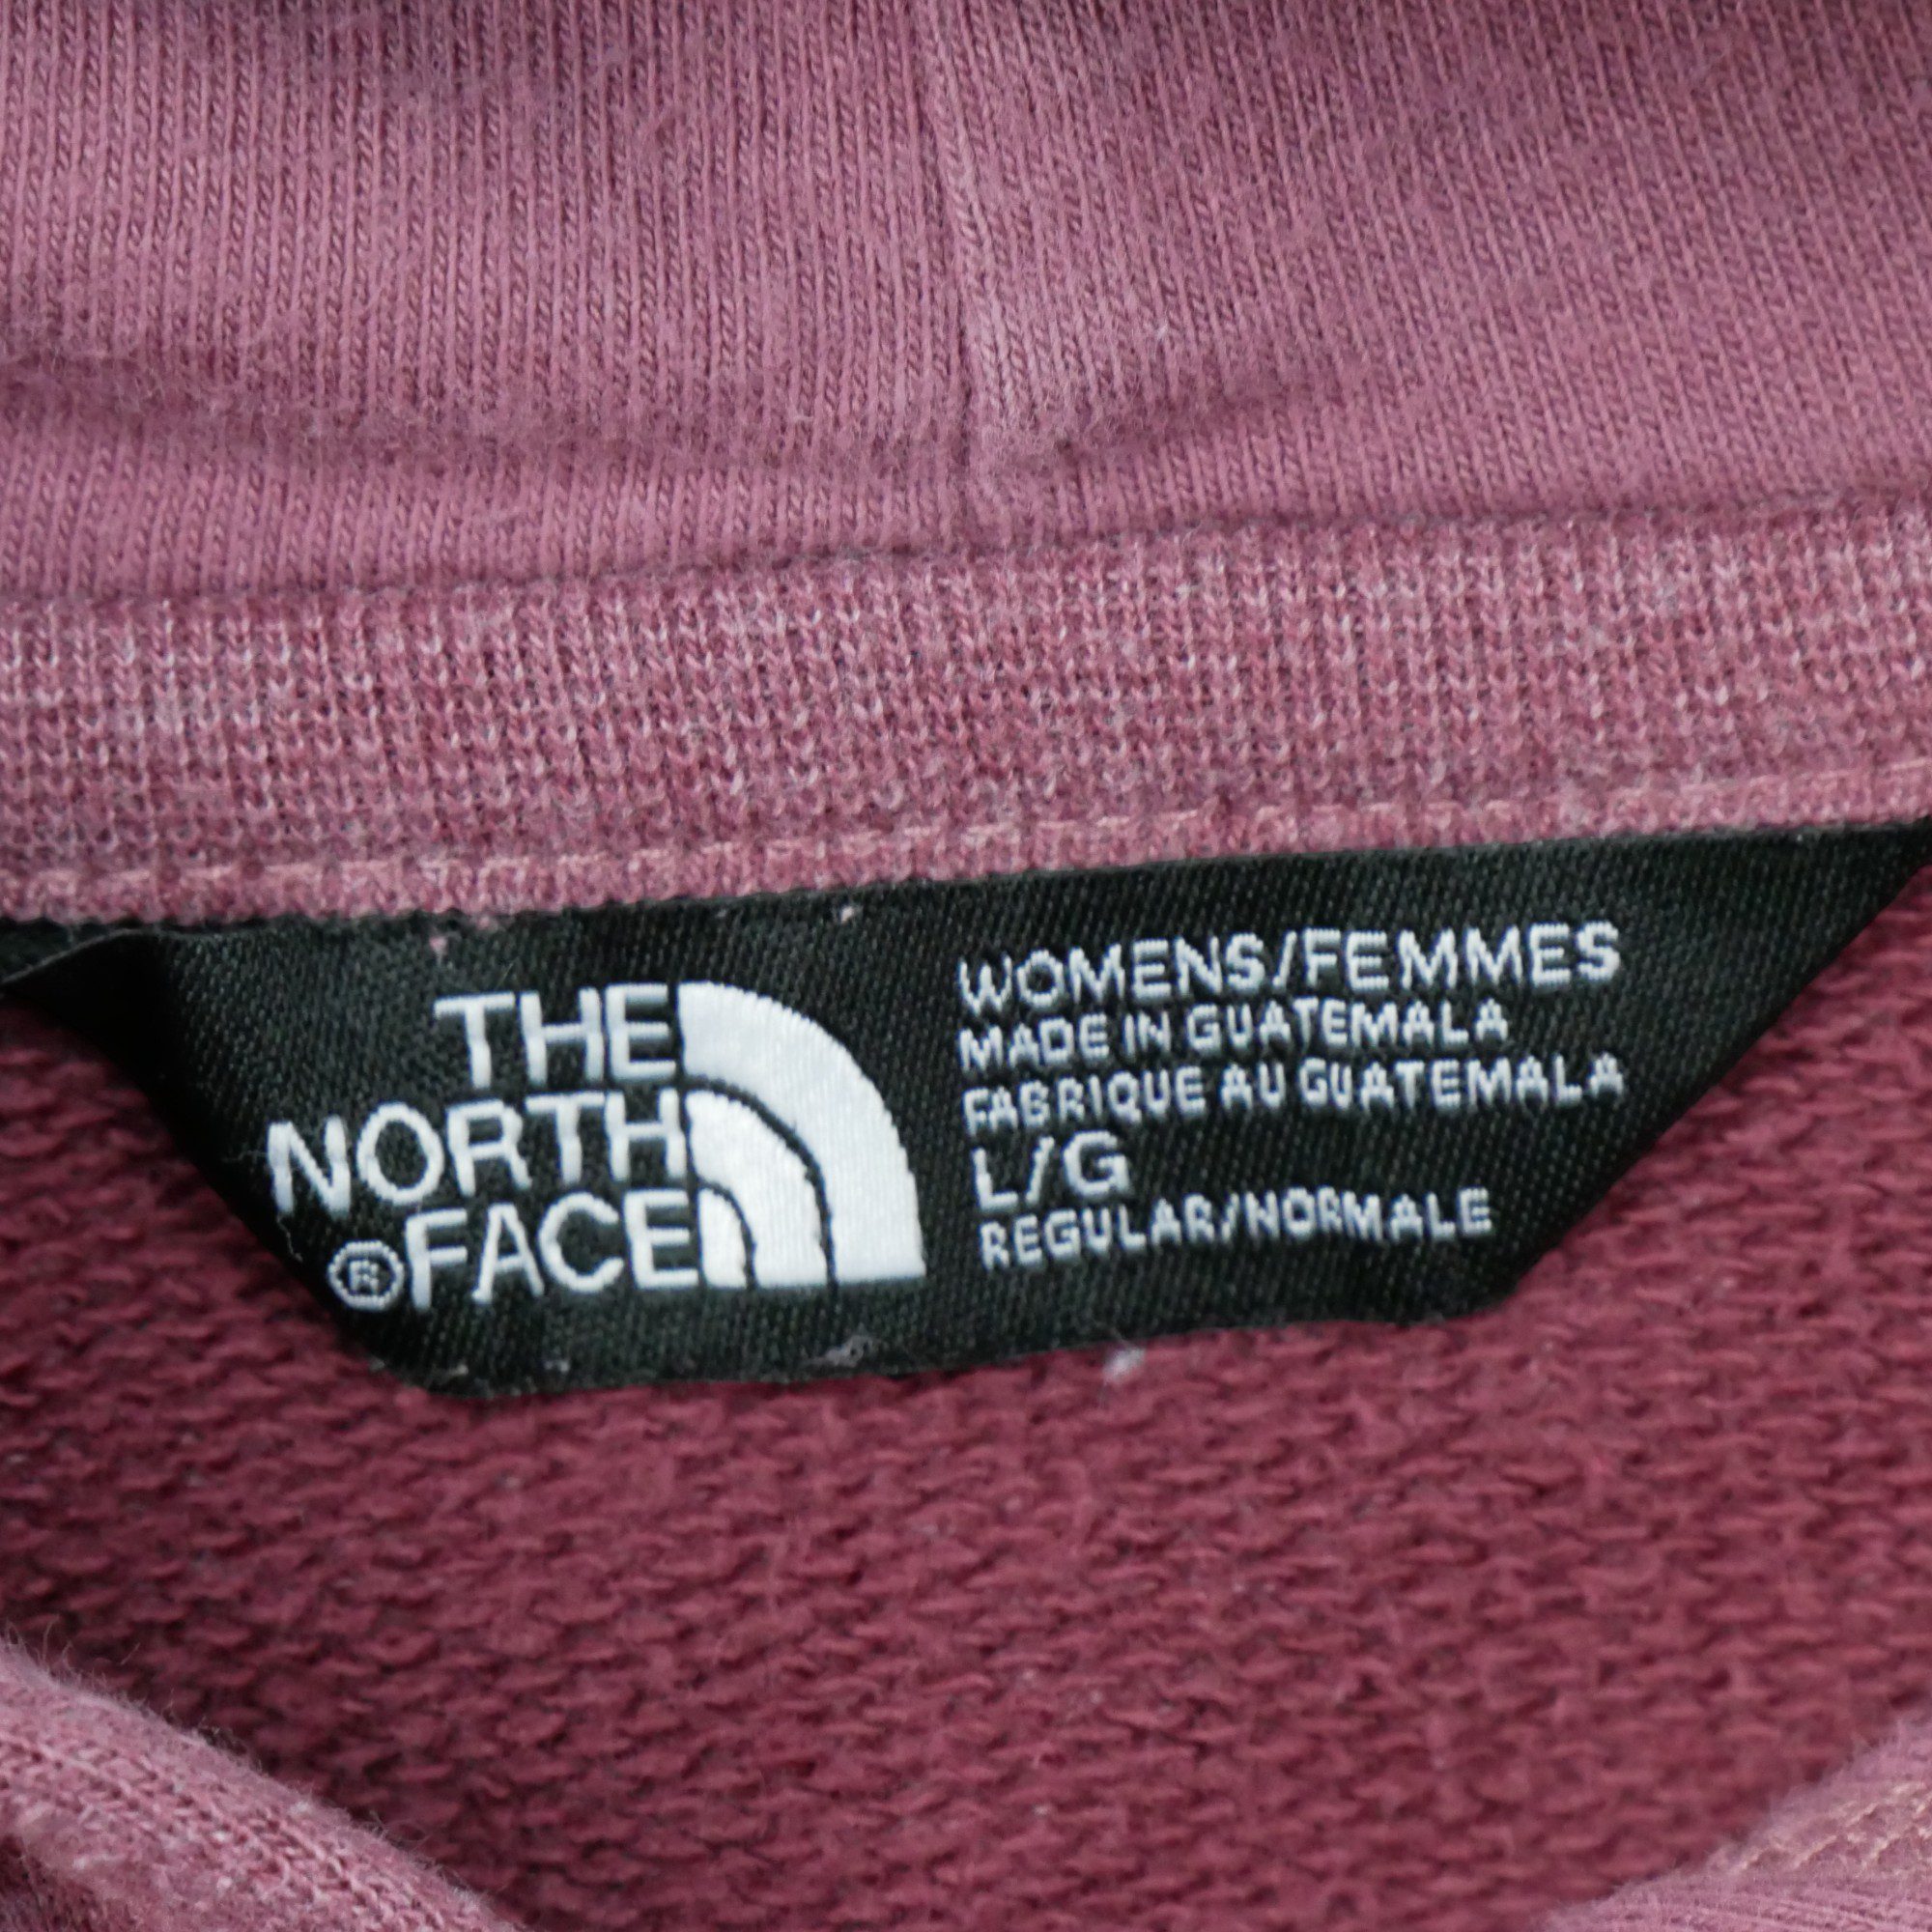 THE
NORTH
®FACE
WOMENS/FEMMES
MADE IN GUATEMALA
FABRIQUE AU GUATEMALA
L/G
REGULAR/NORMALE